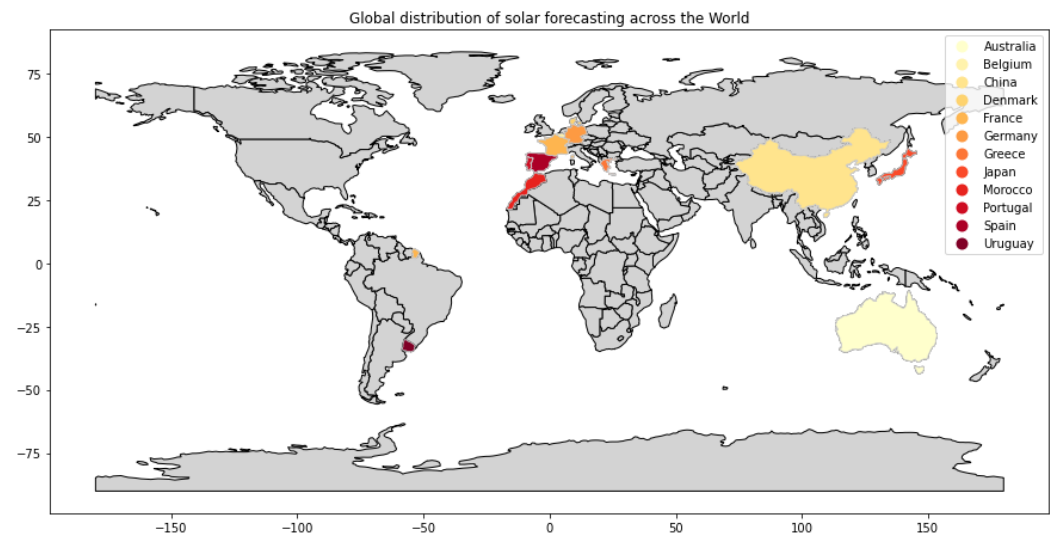 Global distribution of solar forecasting across the World
Australia
Belgium
China
Denmark
France
Germany
Greece
Japan
Morocco
Portugal
Spain
Uruguay
75
50
25
0
−25
−50
−75
−150 −100 −50 0 50 100 150